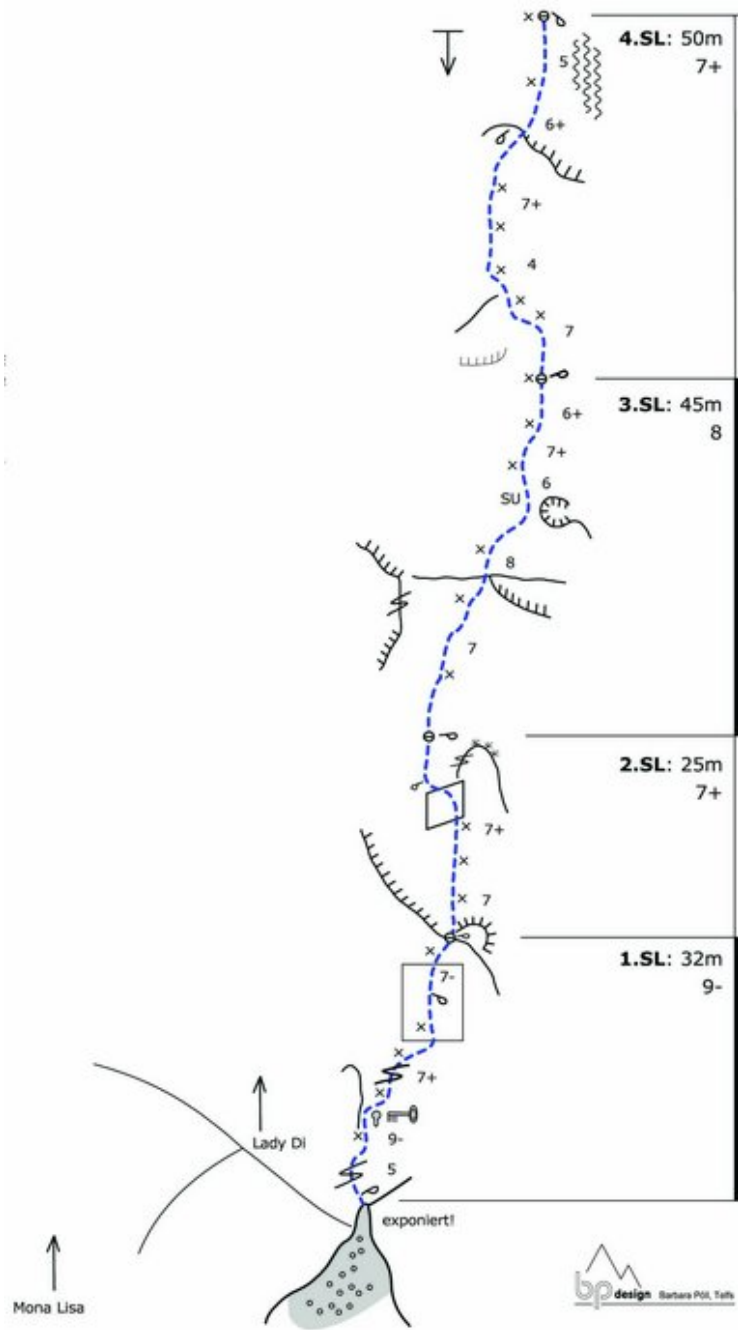 4.SL: 50m
7+
5
6+
7+
4
7
3.SL: 45m
8
6+
7+
6
SU
8
7
2.SL: 25m
7+
7+
7
1.SL: 32m
9-
7-
7+
Lady Di
9-
5
exponiert!
Mona Lisa
bp design Barbara Pöll, Telfs